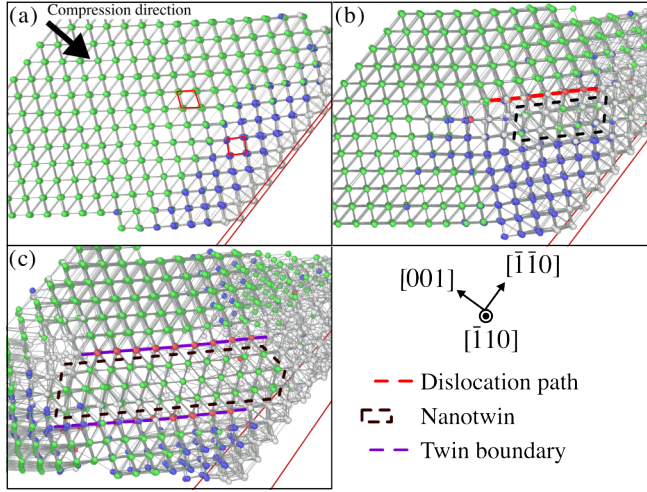 (a)
Compression direction
(b)
(c)
[001]
[1̄1̄0]
[1̄10]
Dislocation path
Nanotwin
Twin boundary